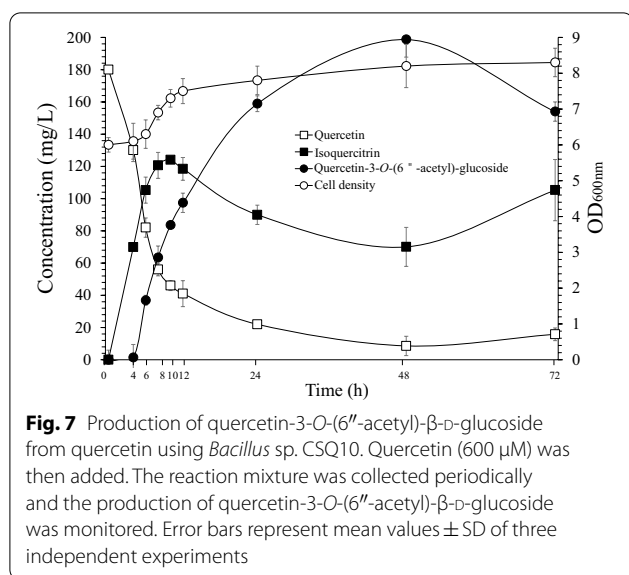 200
180
160
140
120
100
80
60
40
20
0
Concentration (mg/L)
Quercetin
Isoquercitrin
Quercetin-3-O-(6 " -acetyl)-glucoside
Cell density
9
8
7
6
5
4
3
2
1
0
OD600nm
0 4 6 8 10 12 24 48 72
Time (h)
Fig. 7 Production of quercetin-3-O-(6″-acetyl)-β-D-glucoside
from quercetin using Bacillus sp. CSQ10. Quercetin (600 µM) was
then added. The reaction mixture was collected periodically
and the production of quercetin-3-O-(6″-acetyl)-β-D-glucoside
was monitored. Error bars represent mean values ± SD of three
independent experiments